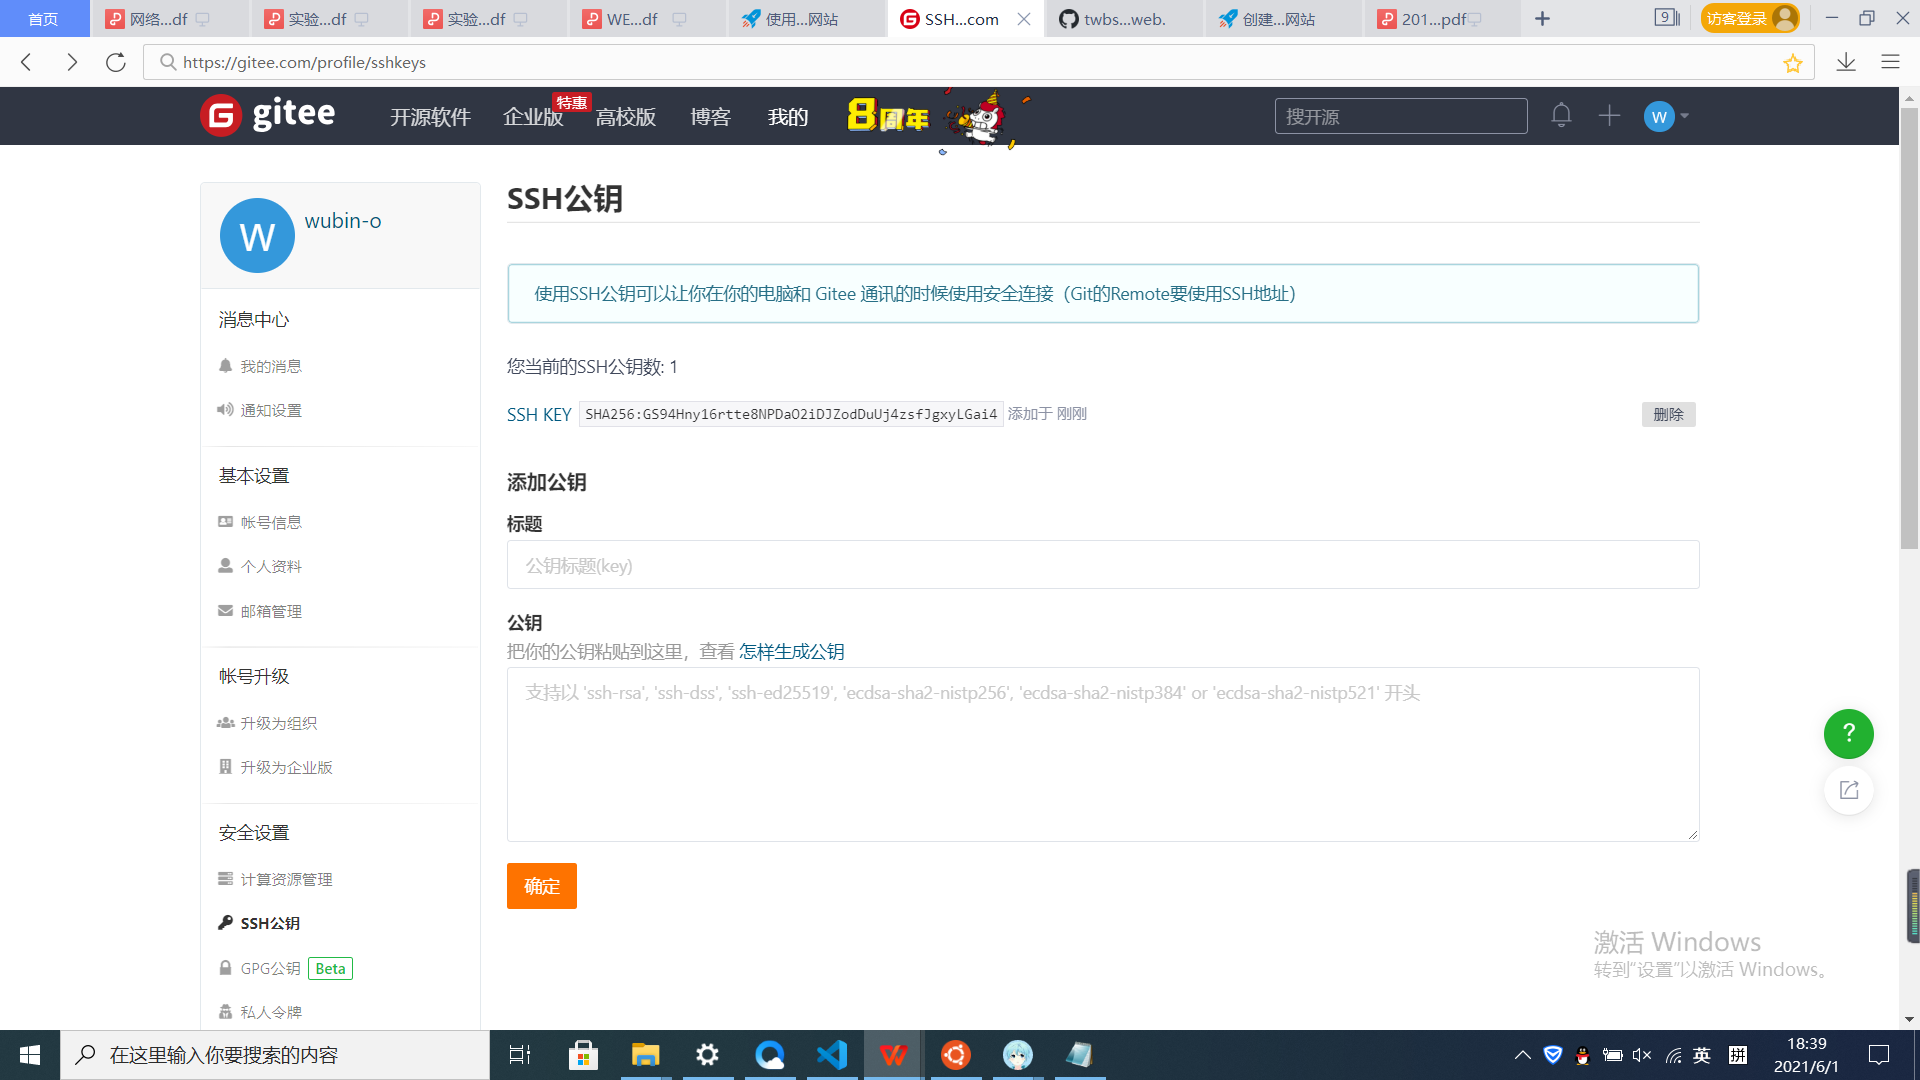 首页
网络...df
实验...df
实验...df
WE...df
使用...网站
SSH...com
twbs...web.
创建...网站
201...pdf
9
访客登录
https://gitee.com/profile/sshkeys
gitee
开源软件
企业版
特惠
高校版
博客
我的
8周年
搜开源
W
W
wubin-o
消息中心
我的消息
通知设置
基本设置
帐号信息
个人资料
邮箱管理
帐号升级
升级为组织
升级为企业版
安全设置
计算资源管理
SSH公钥
GPG公钥 Beta
私人令牌
SSH公钥
使用SSH公钥可以让你在你的电脑和 Gitee 通讯的时候使用安全连接（Git的Remote要使用SSH地址）
您当前的SSH公钥数: 1
SSH KEY SHA256:GS94Hny16rtte8NPDaO2iDJZodDuUj4zsfJgxyLGai4 添加于 刚刚
删除
添加公钥
标题
公钥标题(key)
公钥
把你的公钥粘贴到这里，查看 怎样生成公钥
支持以 'ssh-rsa', 'ssh-dss', 'ssh-ed25519', 'ecdsa-sha2-nistp256', 'ecdsa-sha2-nistp384' or 'ecdsa-sha2-nistp521' 开头
确定
?
激活 Windows
转到“设置”以激活 Windows。
在这里输入你要搜索的内容
英
拼
18:39
2021/6/1